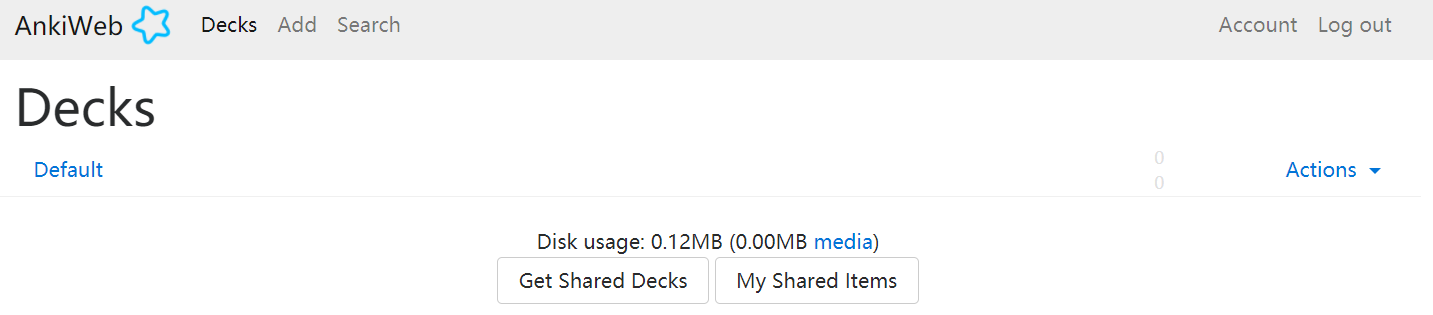 AnkiWeb Decks Add Search Account Log out
Decks
Default 0 Actions
0
Disk usage: 0.12MB (0.00MB media)
Get Shared Decks My Shared Items